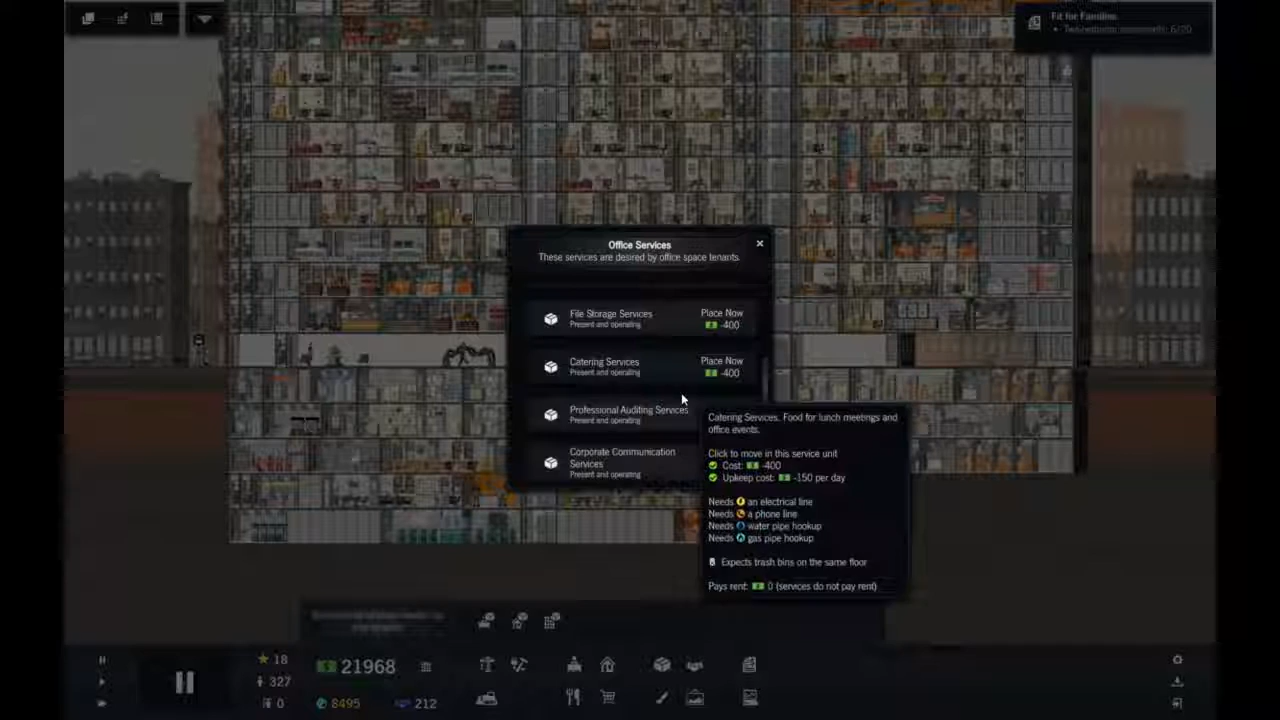 Fit for Families
Office Services
These services are desired by office space tenants.
File Storage Services
Present and operating
Place Now
-400
Catering Services
Present and operating
Place Now
-400
Professional Auditing Services
Present and operating
Corporate Communication
Services
Present and operating
Catering Services. Food for lunch meetings and
office events.
Click to move in this service unit
Cost: -400
Upkeep cost: -150 per day
Needs an electrical line
Needs a phone line
Needs water pipe hookup
Needs gas pipe hookup
Expects trash bins on the same floor
Pays rent: 0 (services do not pay rent)
18
21968
327
0
8495
212